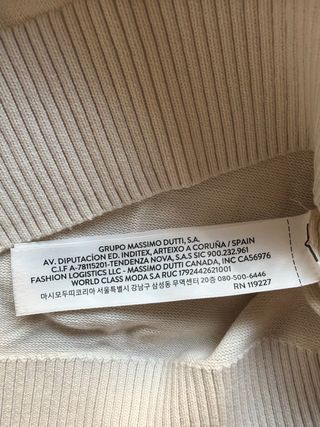 GRUPO MASSIMO DUTTI, S.A.
AV. DIPUTACÍON ED. INDITEX, ARTEIXO A CORUÑA / SPAIN
C.I.F A-78115201-TENDENZA NOVA, S.A.S SIC 900.232.961
FASHION LOGISTICS LLC - MASSIMO DUTTI CANADA, INC CA56976
WORLD CLASS MODA S.A RUC 1792442621001
마시모두띠코리아 서울특별시 강남구 삼성동 무역센터 20층 080-500-6446
RN 119227